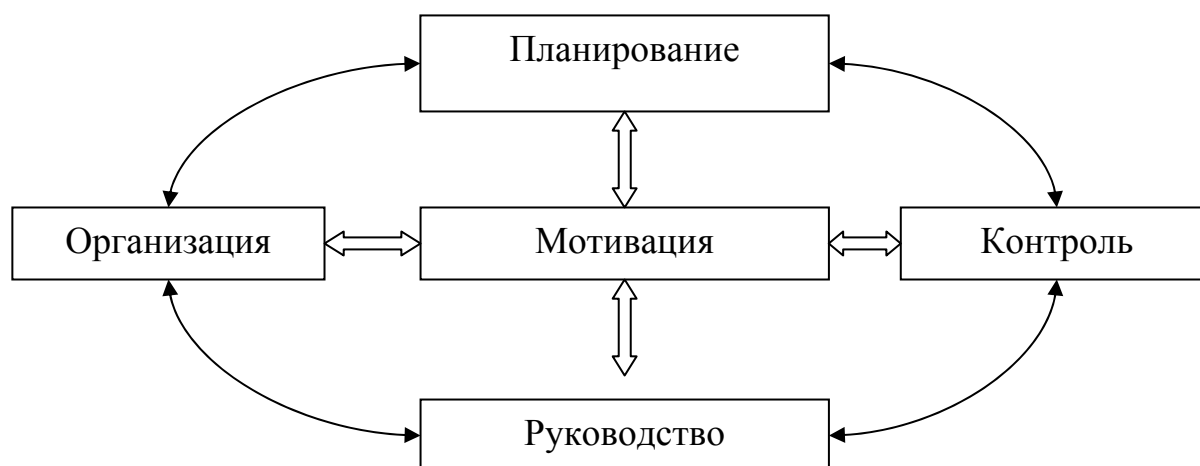 Планирование
Организация
Мотивация
Контроль
Руководство